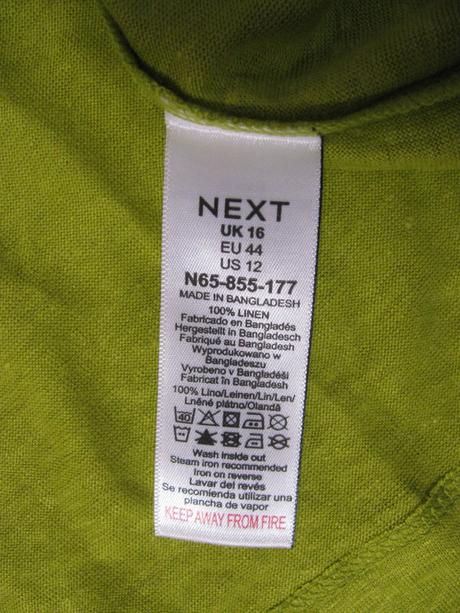 NEXT
UK 16
EU 44
US 12
N65-855-177
MADE IN BANGLADESH
100% LINEN
Fabricado en Bangladés
Hergestellt in Bangladesch
Fabriqué au Bangladesh
Wyprodukowano w
Bangladeszu
Vyrobeno v Bangladéši
Fabricat în Bangladesh
100% Lino/Leinen/Lin/Len/
Lněné plátno/Olandă
40
Wash inside out
Steam iron recommended
Iron on reverse
Lavar del revés
Se recomienda utilizar una
plancha de vapor
KEEP AWAY FROM FIRE